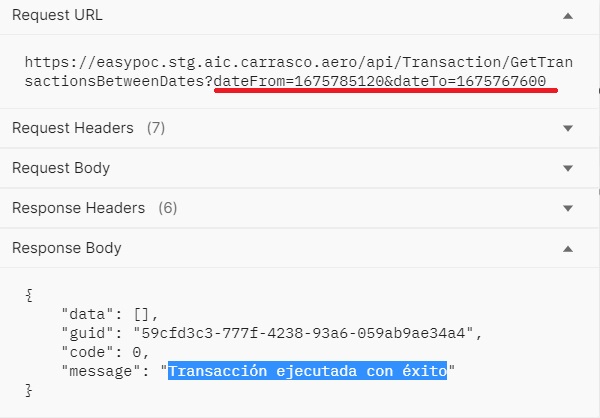 Request URL
https://easypoc.stg.aic.carrasco.aero/api/Transaction/GetTran
sactionsBetweenDates?dateFrom=1675785120&dateTo=1675767600
Request Headers (7)
Request Body
Response Headers (6)
Response Body
{
"data": [],
"guid": "59cfd3c3-777f-4238-93a6-059ab9ae34a4",
"code": 0,
"message": "Transacción ejecutada con éxito"
}